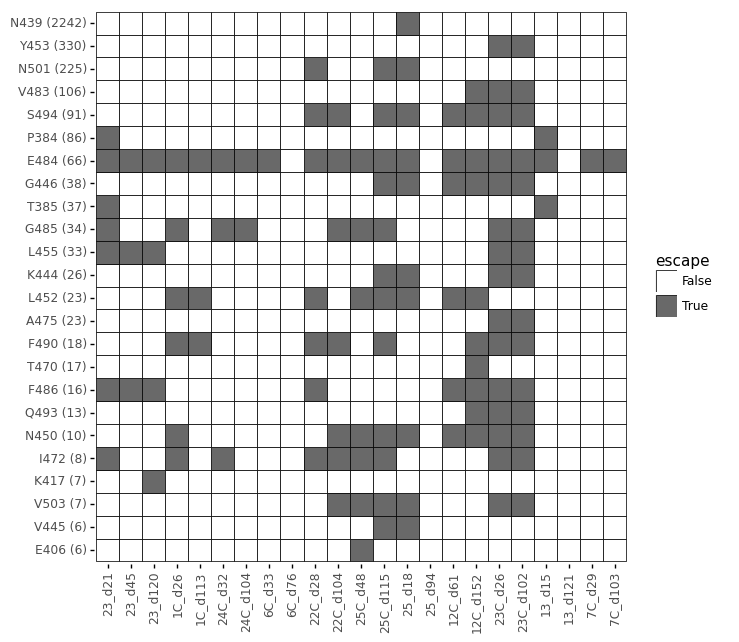 N439 (2242)
Y453 (330)
N501 (225)
V483 (106)
S494 (91)
P384 (86)
E484 (66)
G446 (38)
T385 (37)
G485 (34)
L455 (33)
K444 (26)
L452 (23)
A475 (23)
F490 (18)
T470 (17)
F486 (16)
Q493 (13)
N450 (10)
I472 (8)
K417 (7)
V503 (7)
V445 (6)
E406 (6)
23_d21
23_d45
23_d120
1C_d26
1C_d113
24C_d32
24C_d104
6C_d33
6C_d76
22C_d28
22C_d104
25C_d48
25C_d115
25_d18
25_d94
12C_d61
12C_d152
23C_d26
23C_d102
13_d15
13_d121
7C_d29
7C_d103
escape
False
True